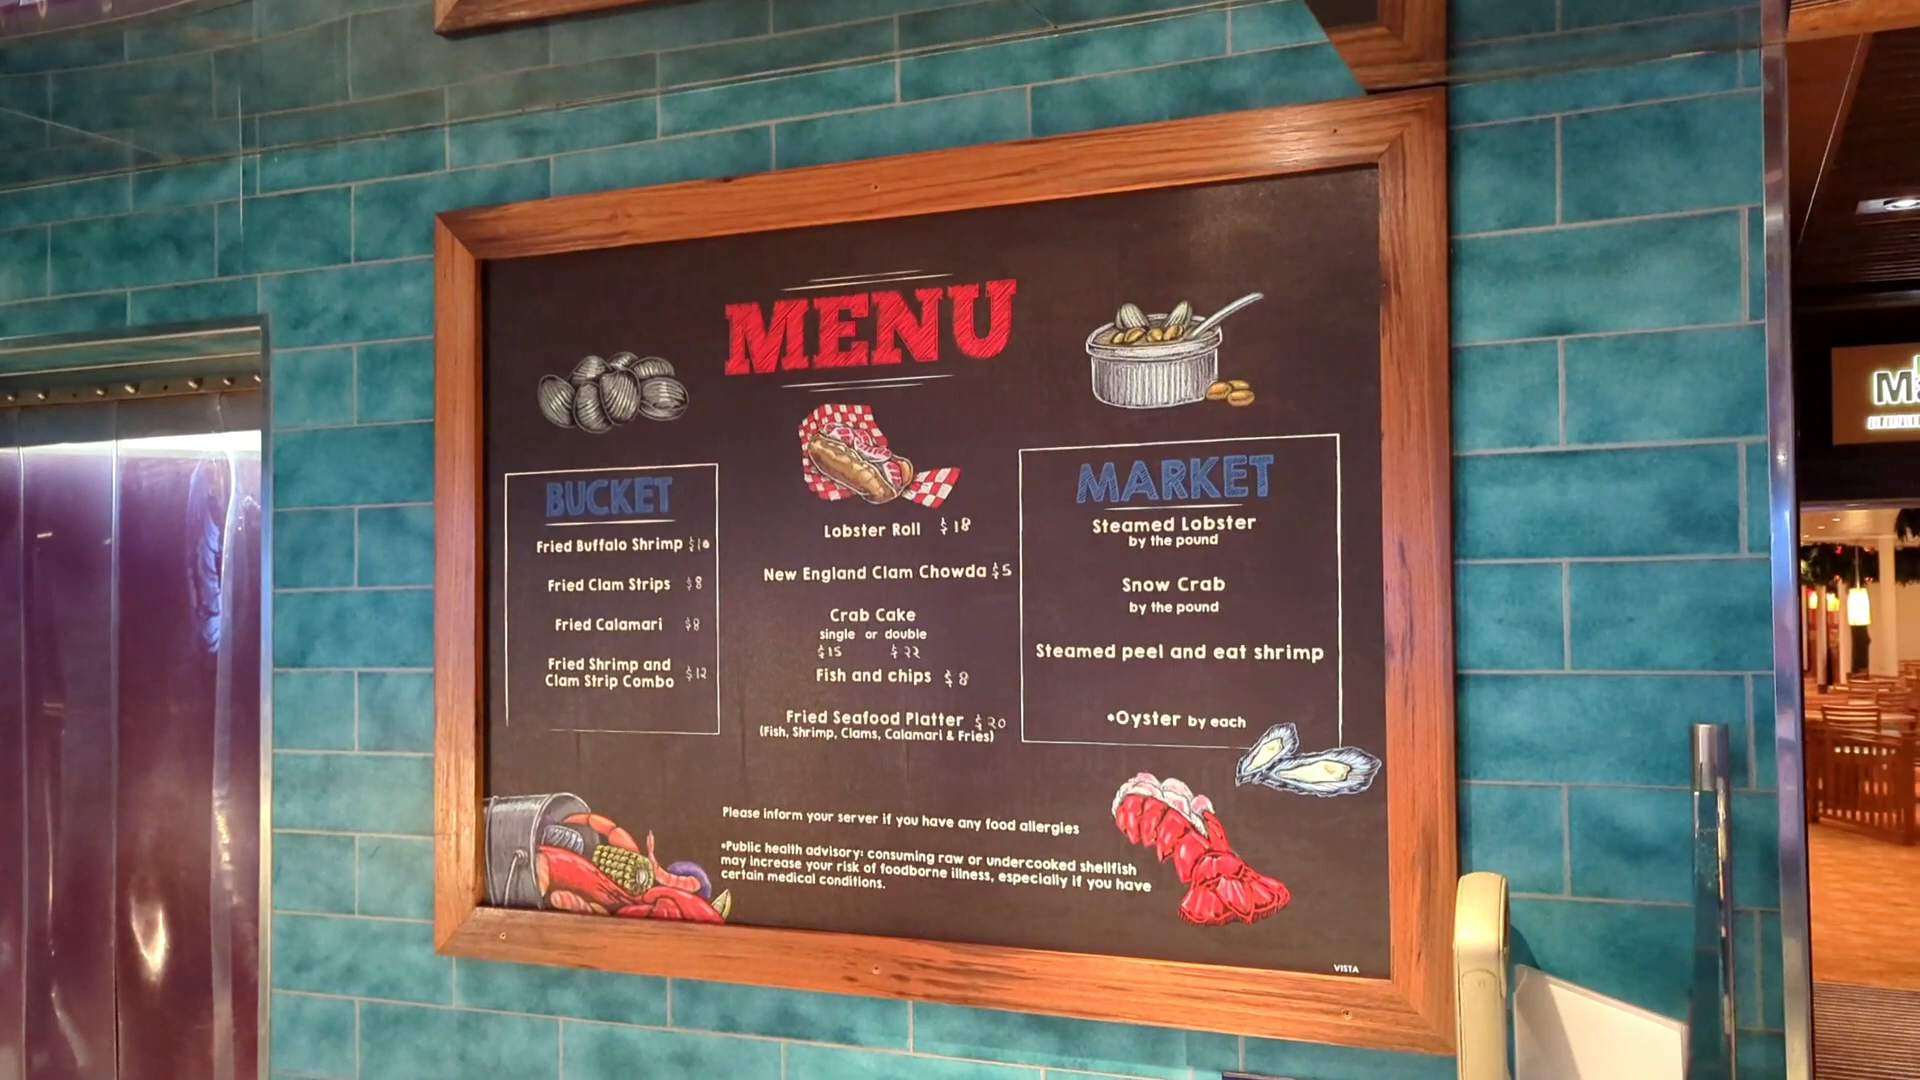 MENU
BUCKET
Fried Buffalo Shrimp $10
Fried Clam Strips $8
Fried Calamari $8
Fried Shrimp and
Clam Strip Combo $12
Lobster Roll $18
New England Clam Chowda $5
Crab Cake
single or double
$15 $22
Fish and chips $8
Fried Seafood Platter $20
(Fish, Shrimp, Clams, Calamari & Fries)
MARKET
Steamed Lobster
by the pound
Snow Crab
by the pound
Steamed peel and eat shrimp
*Oyster by each
Please inform your server if you have any food allergies
*Public health advisory: consuming raw or undercooked shellfish
may increase your risk of foodborne illness, especially if you have
certain medical conditions.
VISTA